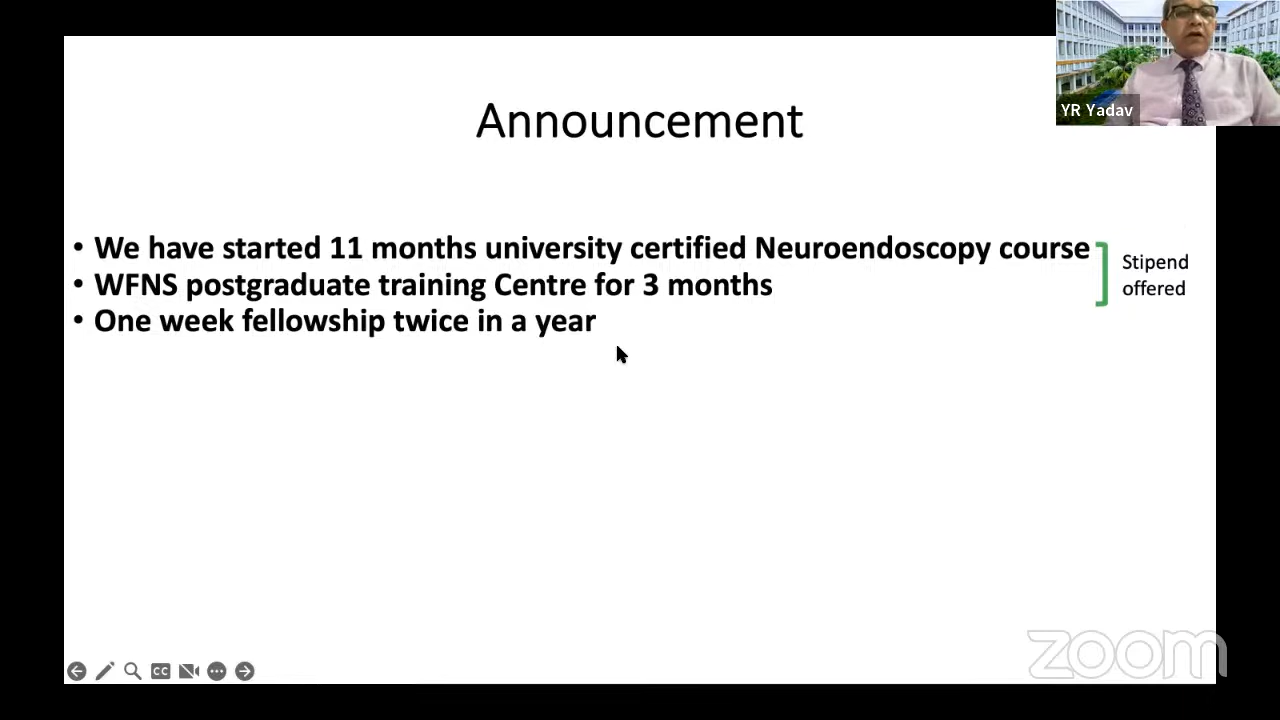 YR Yadav
Announcement
• We have started 11 months university certified Neuroendoscopy course
• WFNS postgraduate training Centre for 3 months
• One week fellowship twice in a year
Stipend
offered
CC
zoom